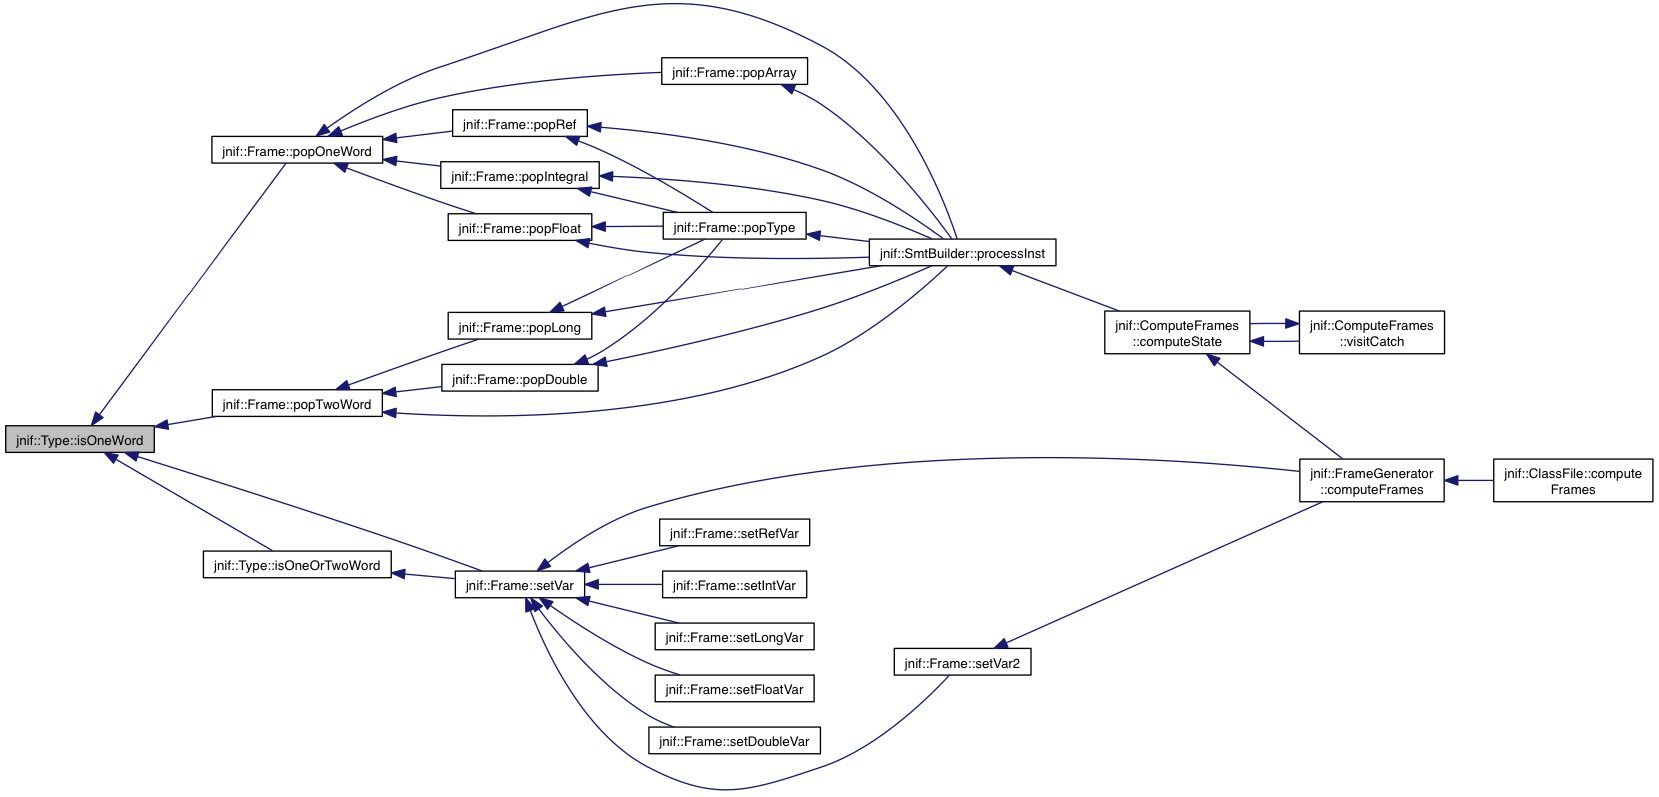 jnif::Frame::popArray
jnif::Frame::popRef
jnif::Frame::popOneWord
jnif::Frame::popIntegral
jnif::Frame::popFloat
jnif::Frame::popType
jnif::SmtBuilder::processInst
jnif::Frame::popLong
jnif::ComputeFrames
::computeState
jnif::ComputeFrames
::visitCatch
jnif::Frame::popDouble
jnif::Frame::popTwoWord
jnif::Type::isOneWord
jnif::FrameGenerator
::computeFrames
jnif::ClassFile::compute
Frames
jnif::Frame::setRefVar
jnif::Type::isOneOrTwoWord
jnif::Frame::setVar
jnif::Frame::setIntVar
jnif::Frame::setLongVar
jnif::Frame::setVar2
jnif::Frame::setFloatVar
jnif::Frame::setDoubleVar